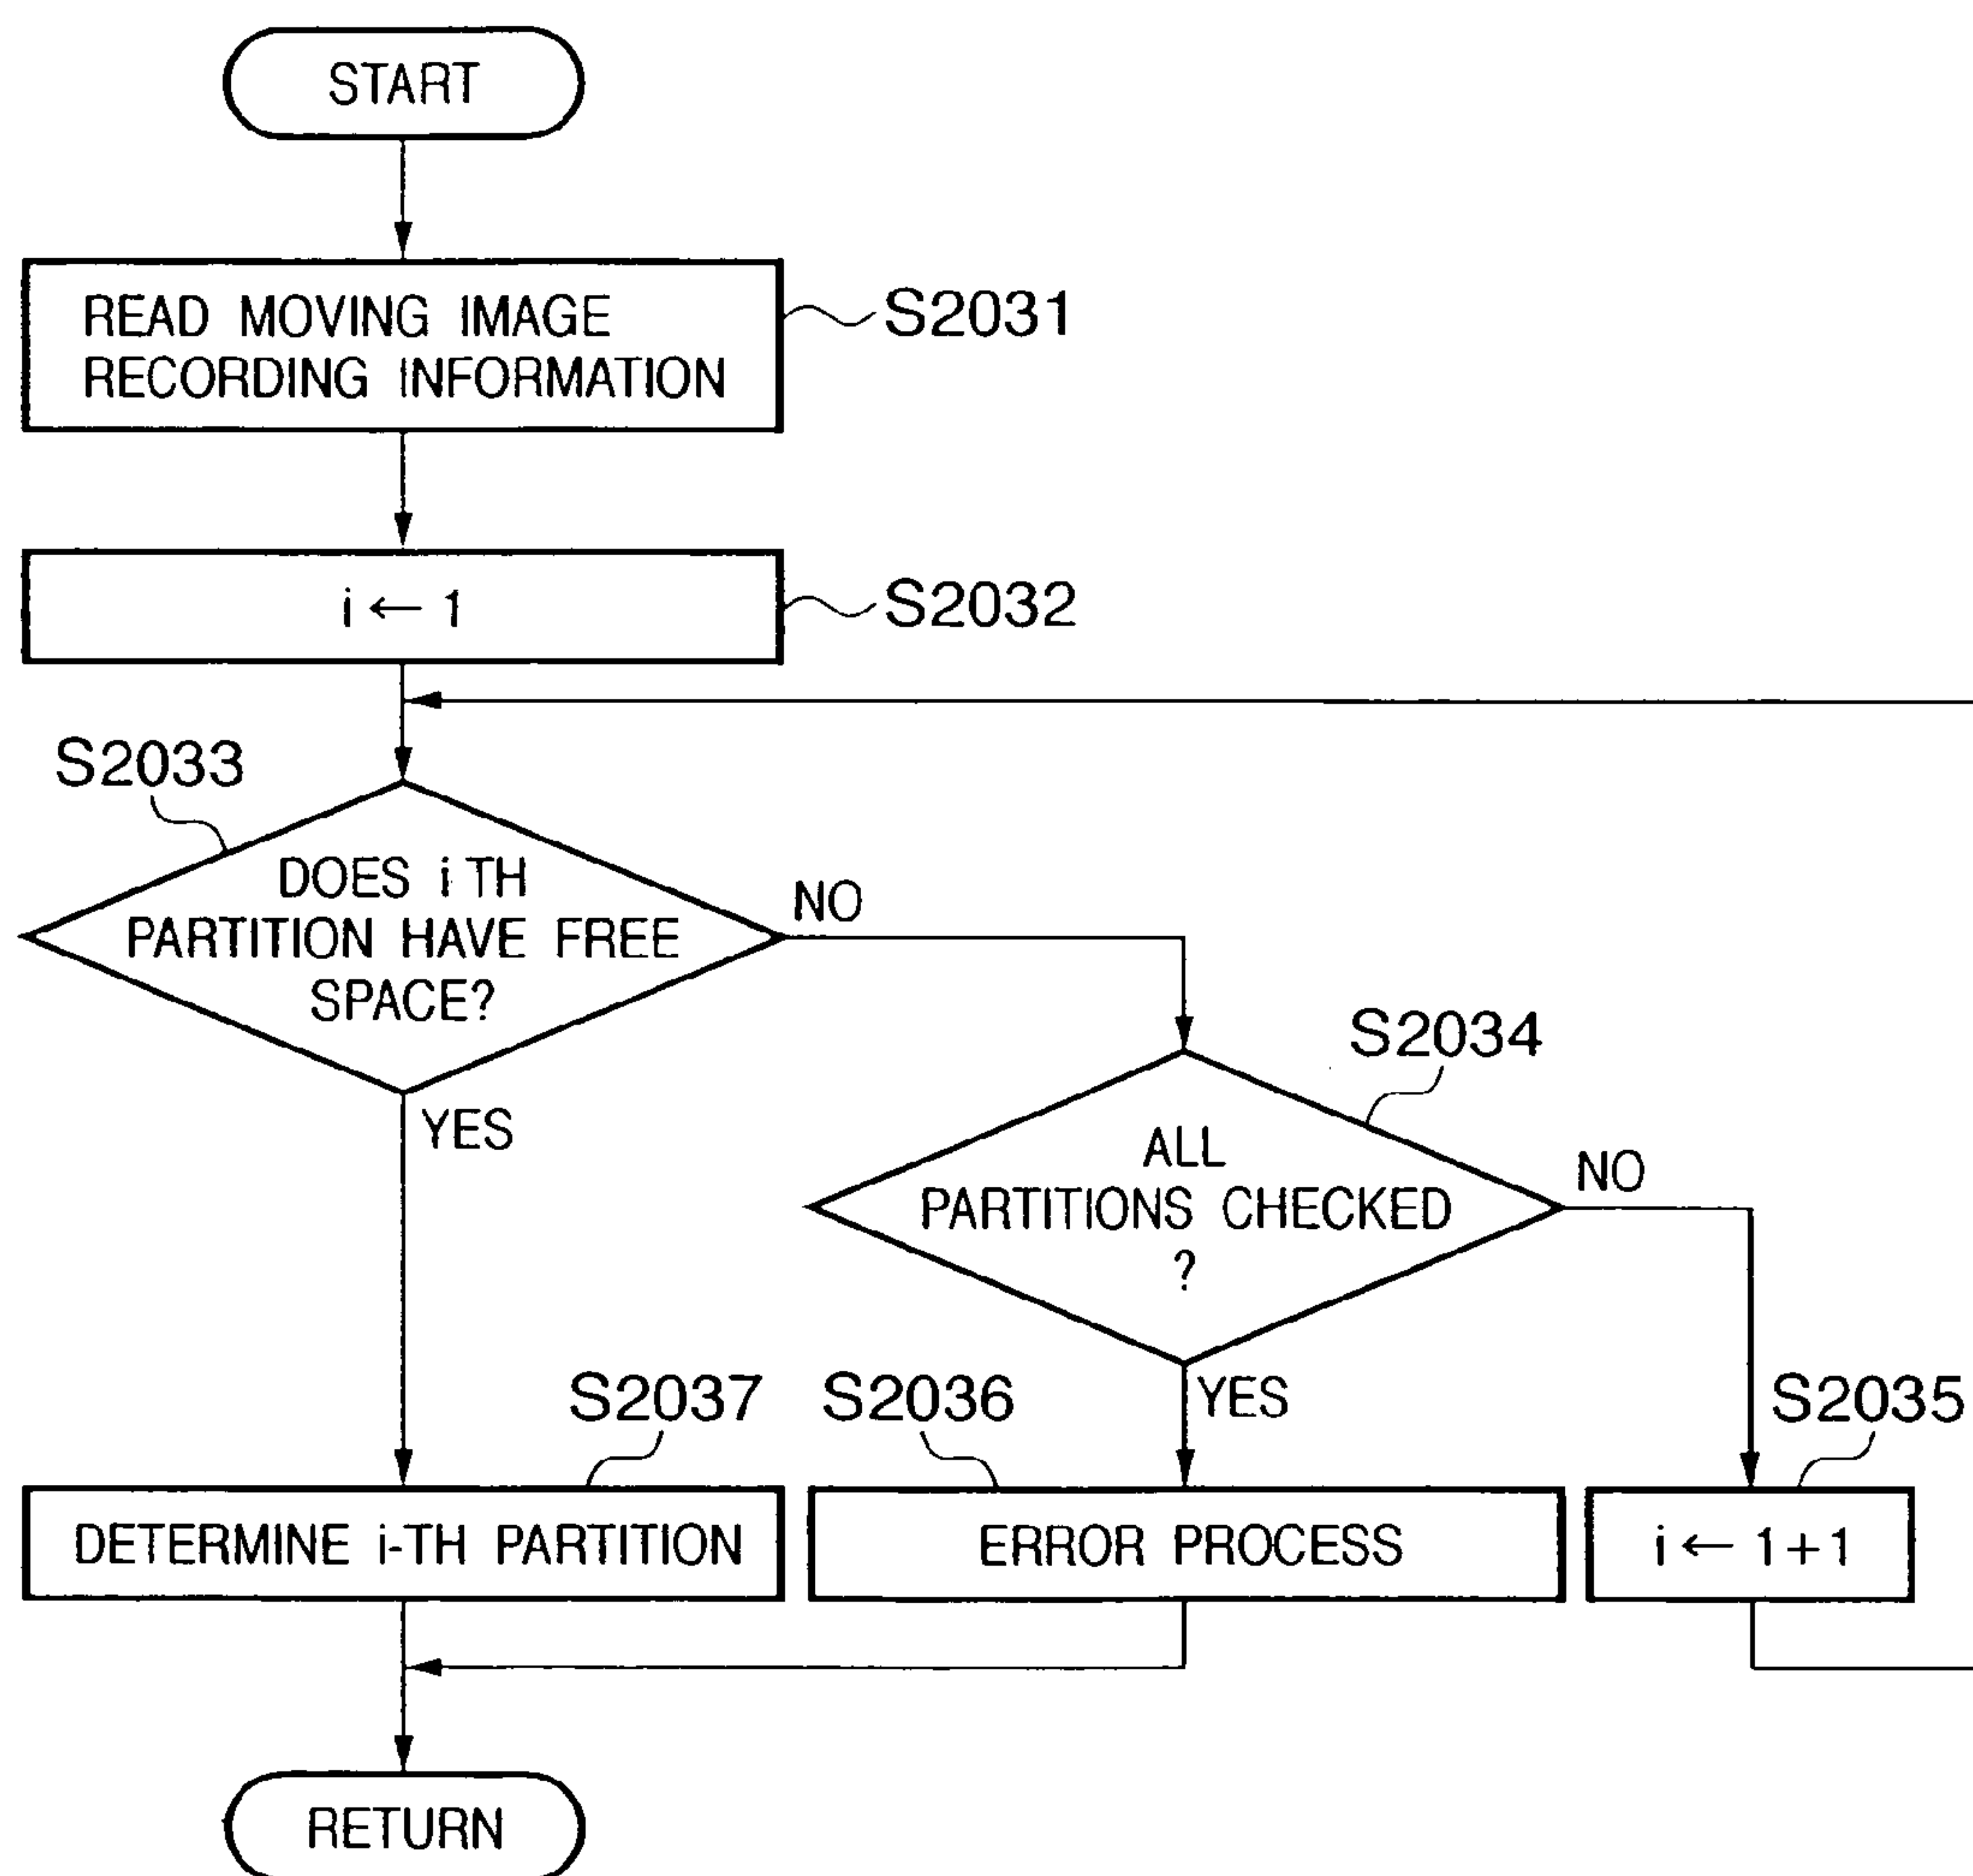 START
READ MOVING IMAGE
RECORDING INFORMATION
S2031
i ← 1
S2032
S2033
DOES i TH
PARTITION HAVE FREE
SPACE?
NO
YES
S2034
ALL
PARTITIONS CHECKED
?
NO
YES
S2037
DETERMINE i-TH PARTITION
S2036
ERROR PROCESS
S2035
i ← 1+1
RETURN